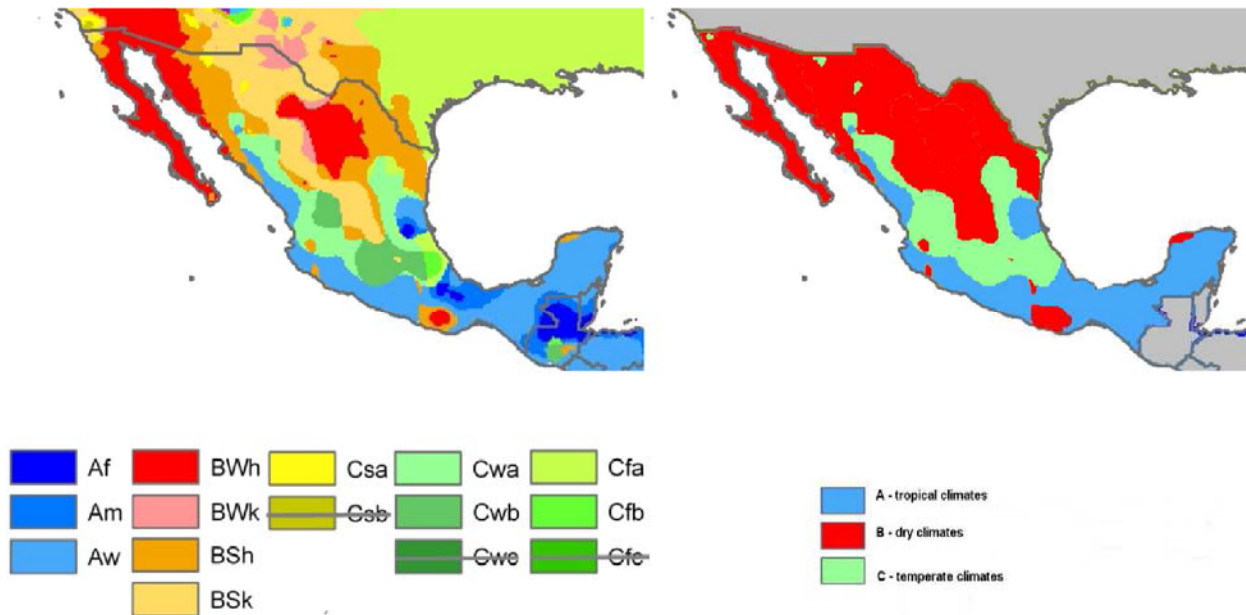 Af
Am
Aw
BWh
BWk
BSh
BSk
Csa
Csb
Cwa
Cwb
Cwc
Cfa
Cfb
Cfc
A - tropical climates
B - dry climates
C - temperate climates